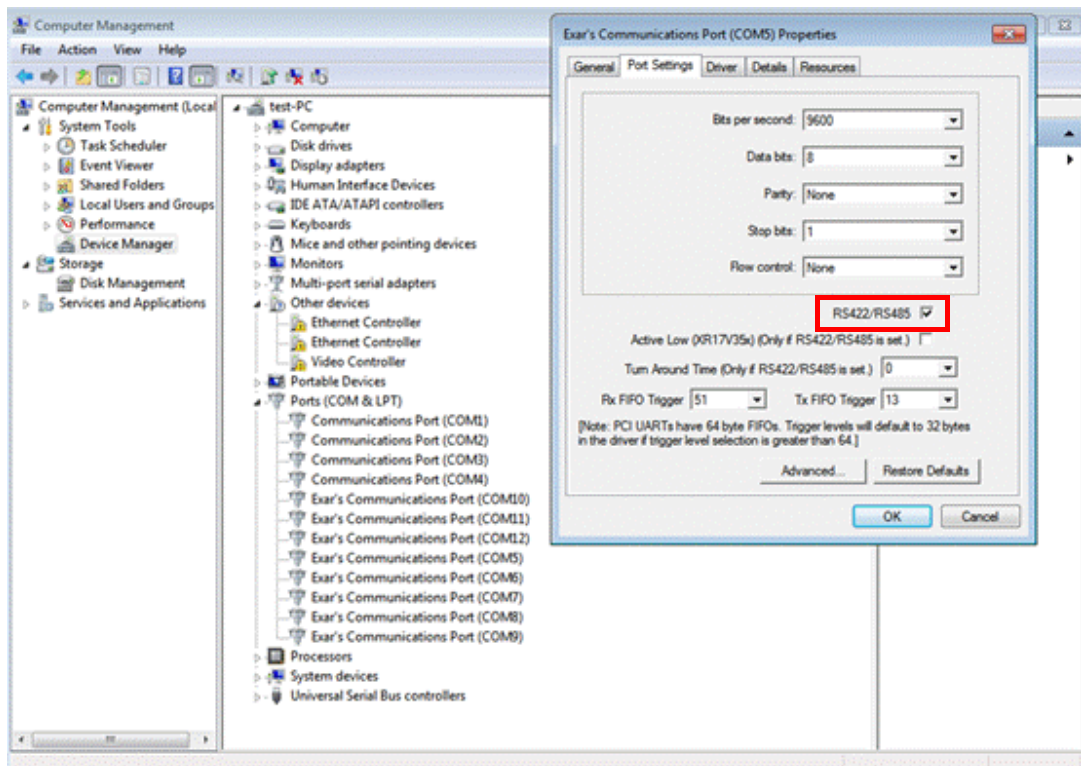 Computer Management
File Action View Help
Computer Management (Local
System Tools
Task Scheduler
Event Viewer
Shared Folders
Local Users and Groups
Performance
Device Manager
Storage
Disk Management
Services and Applications
test-PC
Computer
Disk drives
Display adapters
Human Interface Devices
IDE ATA/ATAPI controllers
Keyboards
Mice and other pointing devices
Monitors
Multi-port serial adapters
Other devices
Ethernet Controller
Ethernet Controller
Video Controller
Portable Devices
Ports (COM & LPT)
Communications Port (COM1)
Communications Port (COM2)
Communications Port (COM3)
Communications Port (COM4)
Exar's Communications Port (COM10)
Exar's Communications Port (COM11)
Exar's Communications Port (COM12)
Exar's Communications Port (COM5)
Exar's Communications Port (COM6)
Exar's Communications Port (COM7)
Exar's Communications Port (COM8)
Exar's Communications Port (COM9)
Processors
System devices
Universal Serial Bus controllers
Exar's Communications Port (COM5) Properties
General Port Settings Driver Details Resources
Bits per second: 9600
Data bits: 8
Parity: None
Stop bits: 1
Flow control: None
RS422/RS485
Active Low (XR17V35x) (Only if RS422/RS485 is set.)
Turn Around Time (Only if RS422/RS485 is set.) 0
Rx FIFO Trigger 51 Tx FIFO Trigger 13
[Note: PCI UARTs have 64 byte FIFOs. Trigger levels will default to 32 bytes
in the driver if trigger level selection is greater than 64.]
Advanced... Restore Defaults
OK Cancel